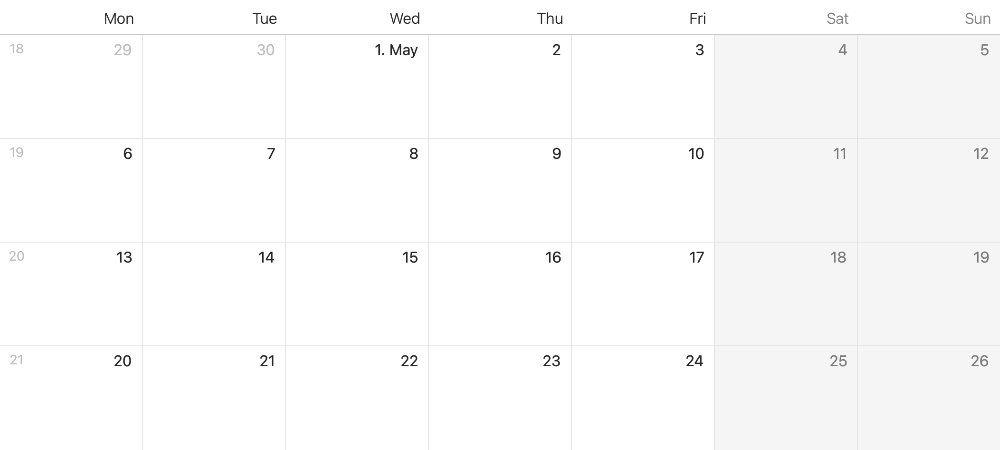 Mon Tue Wed Thu Fri Sat Sun
18 29 30 1. May 2 3 4 5
19 6 7 8 9 10 11 12
20 13 14 15 16 17 18 19
21 20 21 22 23 24 25 26